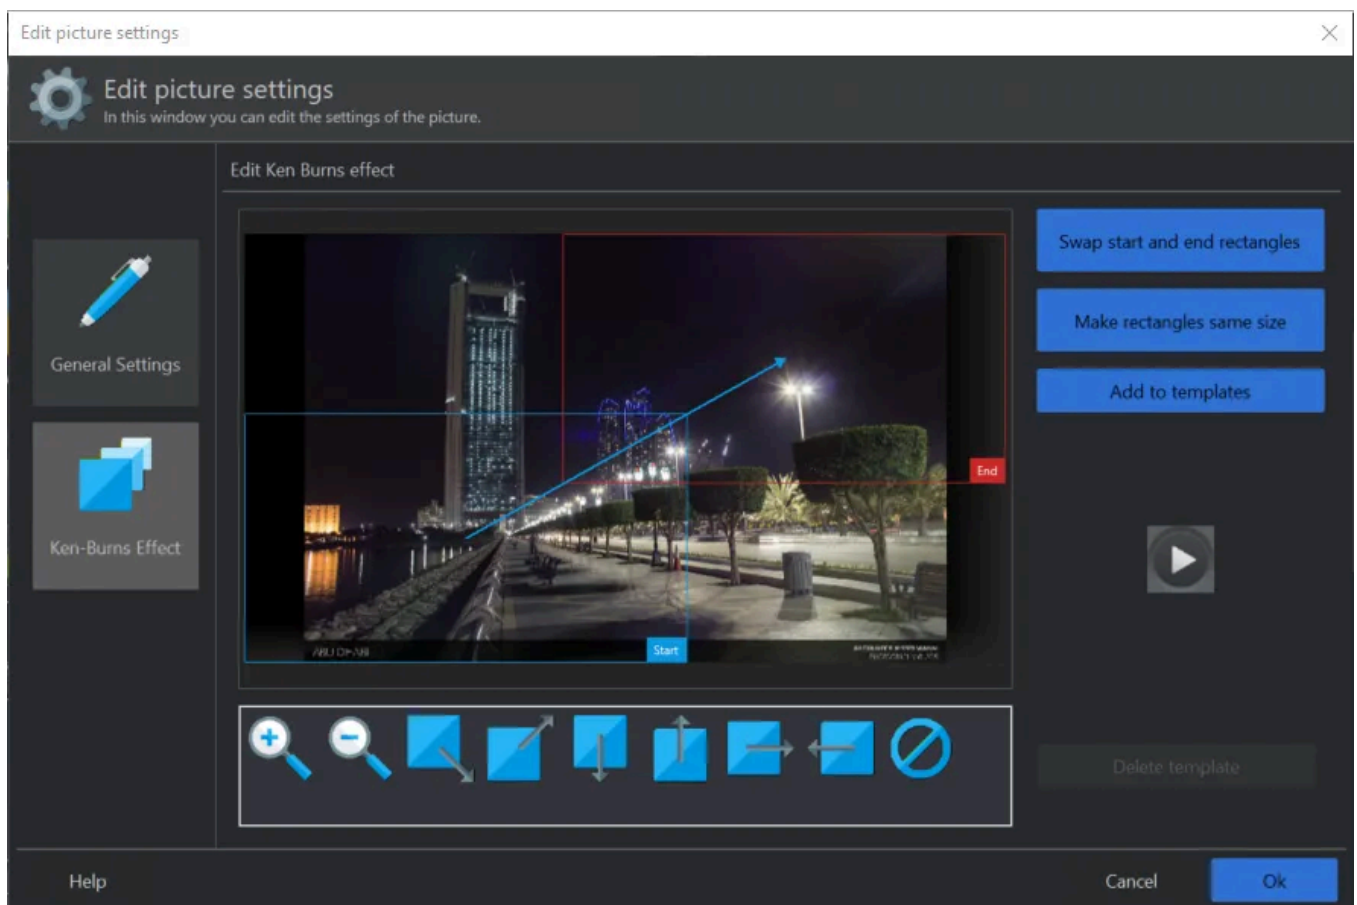 Edit picture settings
Edit picture settings
In this window you can edit the settings of the picture.
Edit Ken Burns effect
General Settings
Ken-Burns Effect
Swap start and end rectangles
Make rectangles same size
Add to templates
End
Start
ABU DHABI
Delete template
Help
Cancel
Ok